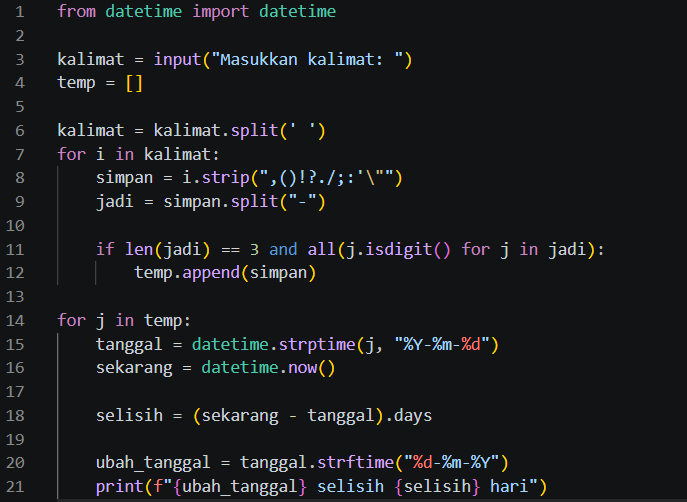 1 from datetime import datetime
2
3 kalimat = input("Masukkan kalimat: ")
4 temp = []
5
6 kalimat = kalimat.split(' ')
7 for i in kalimat:
8     simpan = i.strip(",()!?./;:'\"")
9     jadi = simpan.split("-")
10
11     if len(jadi) == 3 and all(j.isdigit() for j in jadi):
12         temp.append(simpan)
13
14 for j in temp:
15     tanggal = datetime.strptime(j, "%Y-%m-%d")
16     sekarang = datetime.now()
17
18     selisih = (sekarang - tanggal).days
19
20     ubah_tanggal = tanggal.strftime("%d-%m-%Y")
21     print(f"{ubah_tanggal} selisih {selisih} hari")